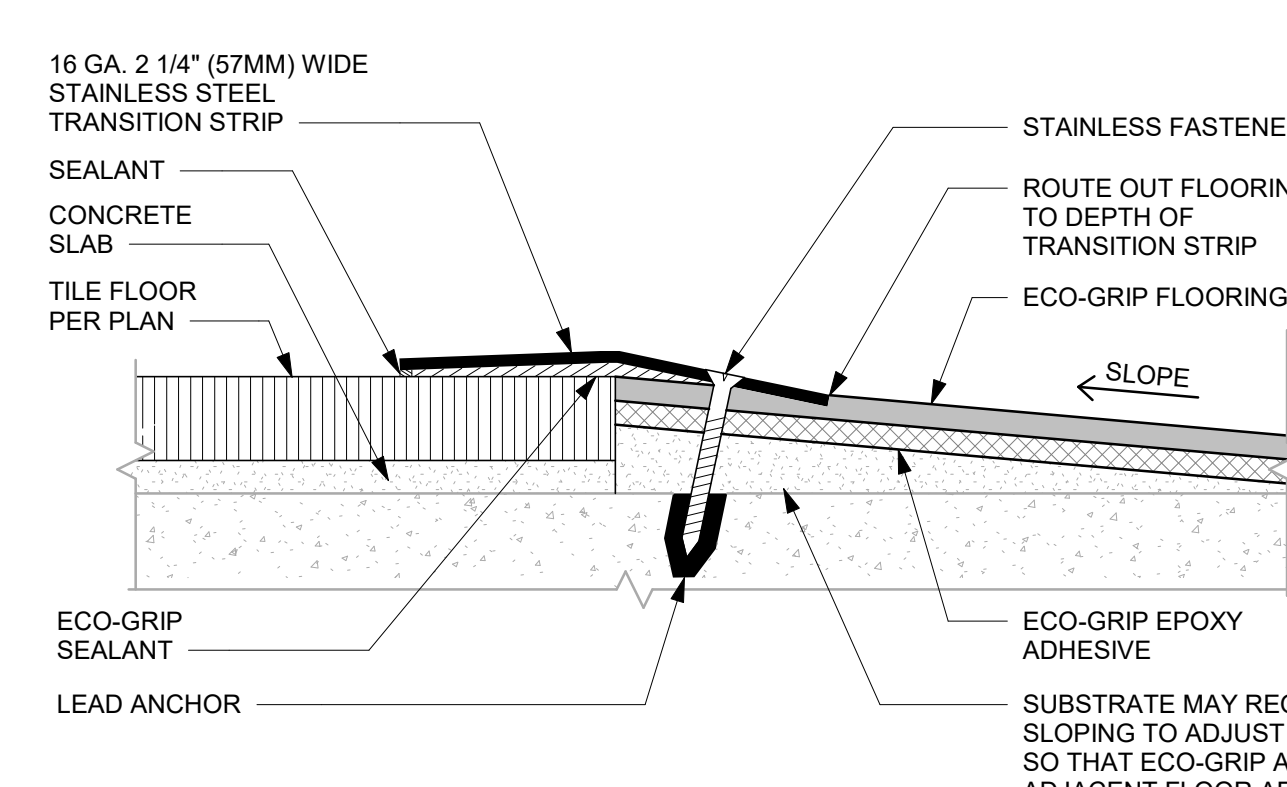 16 GA. 2 1/4" (57MM) WIDE
STAINLESS STEEL
TRANSITION STRIP
SEALANT
CONCRETE
SLAB
TILE FLOOR
PER PLAN
ECO-GRIP
SEALANT
LEAD ANCHOR
STAINLESS
ROUTE OUT
TO DEPTH OF
TRANSITION STRIP
ECO-GRIP FLOORING
SLOPE
ECO-GRIP EPOXY
ADHESIVE
SUBSTRATE MAY
SLOPING TO ADJUST
SO THAT ECO-GRIP